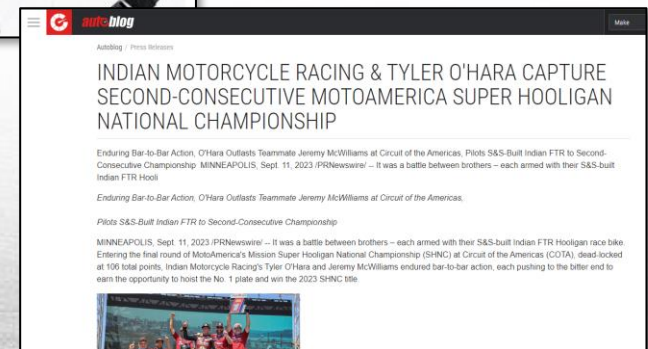 autoblog
Make
Autoblog / Press Releases
INDIAN MOTORCYCLE RACING & TYLER O'HARA CAPTURE
SECOND-CONSECUTIVE MOTOAMERICA SUPER HOOLIGAN
NATIONAL CHAMPIONSHIP
Enduring Bar-to-Bar Action, O'Hara Outlasts Teammate Jeremy McWilliams at Circuit of the Americas, Pilots S&S-Built Indian FTR to Second-
Consecutive Championship MINNEAPOLIS, Sept. 11, 2023 /PRNewswire/ -- It was a battle between brothers – each armed with their S&S-built
Indian FTR Hooli
Enduring Bar-to-Bar Action, O'Hara Outlasts Teammate Jeremy McWilliams at Circuit of the Americas,
Pilots S&S-Built Indian FTR to Second-Consecutive Championship
MINNEAPOLIS, Sept. 11, 2023 /PRNewswire/ -- It was a battle between brothers – each armed with their S&S-built Indian FTR Hooligan race bike.
Entering the final round of MotoAmerica's Mission Super Hooligan National Championship (SHNC) at Circuit of the Americas (COTA), dead-locked
at 106 total points, Indian Motorcycle Racing's Tyler O'Hara and Jeremy McWilliams endured bar-to-bar action, each pushing to the bitter end to
earn the opportunity to hoist the No. 1 plate and win the 2023 SHNC title.